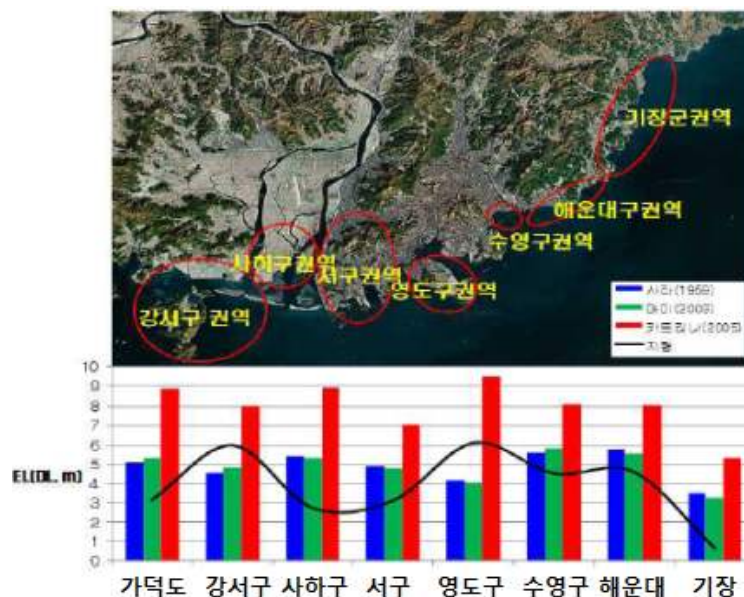 기장군권역
해운대구권역
수영구권역
사하구권역
서구권역
영도구권역
강서구 권역
사라(1959)
매미(2003)
카트리나(2005)
지형
10
9
8
7
6
5
4
3
2
1
0
EL(DL. m)
가덕도 강서구 사하구 서구 영도구 수영구 해운대 기장